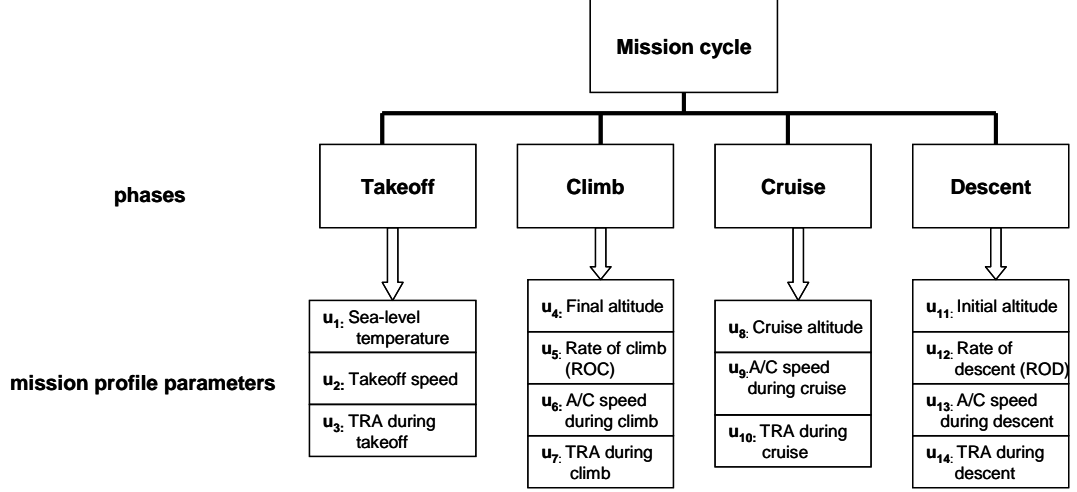 Mission cycle
phases
Takeoff
Climb
Cruise
Descent
mission profile parameters
u1: Sea-level
temperature
u2: Takeoff speed
u3: TRA during
takeoff
u4: Final altitude
u5: Rate of climb
(ROC)
u6: A/C speed
during climb
u7: TRA during
climb
u8: Cruise altitude
u9:A/C speed
during cruise
u10: TRA during
cruise
u11: Initial altitude
u12: Rate of
descent (ROD)
u13: A/C speed
during descent
u14: TRA during
descent